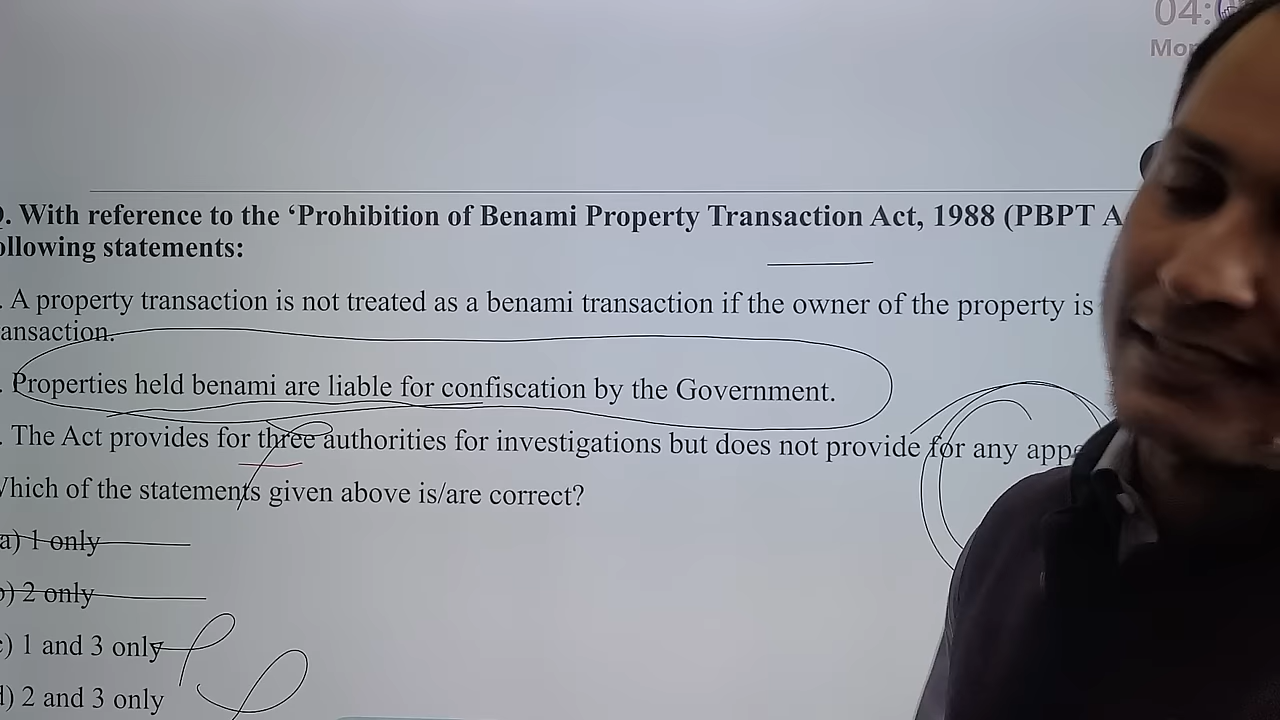 04:
Mon
. With reference to the ‘Prohibition of Benami Property Transaction Act, 1988 (PBPT A
ollowing statements:
. A property transaction is not treated as a benami transaction if the owner of the property is
ansaction.
. Properties held benami are liable for confiscation by the Government.
. The Act provides for three authorities for investigations but does not provide for any appe
Which of the statements given above is/are correct?
a) 1 only
b) 2 only
c) 1 and 3 only
d) 2 and 3 only